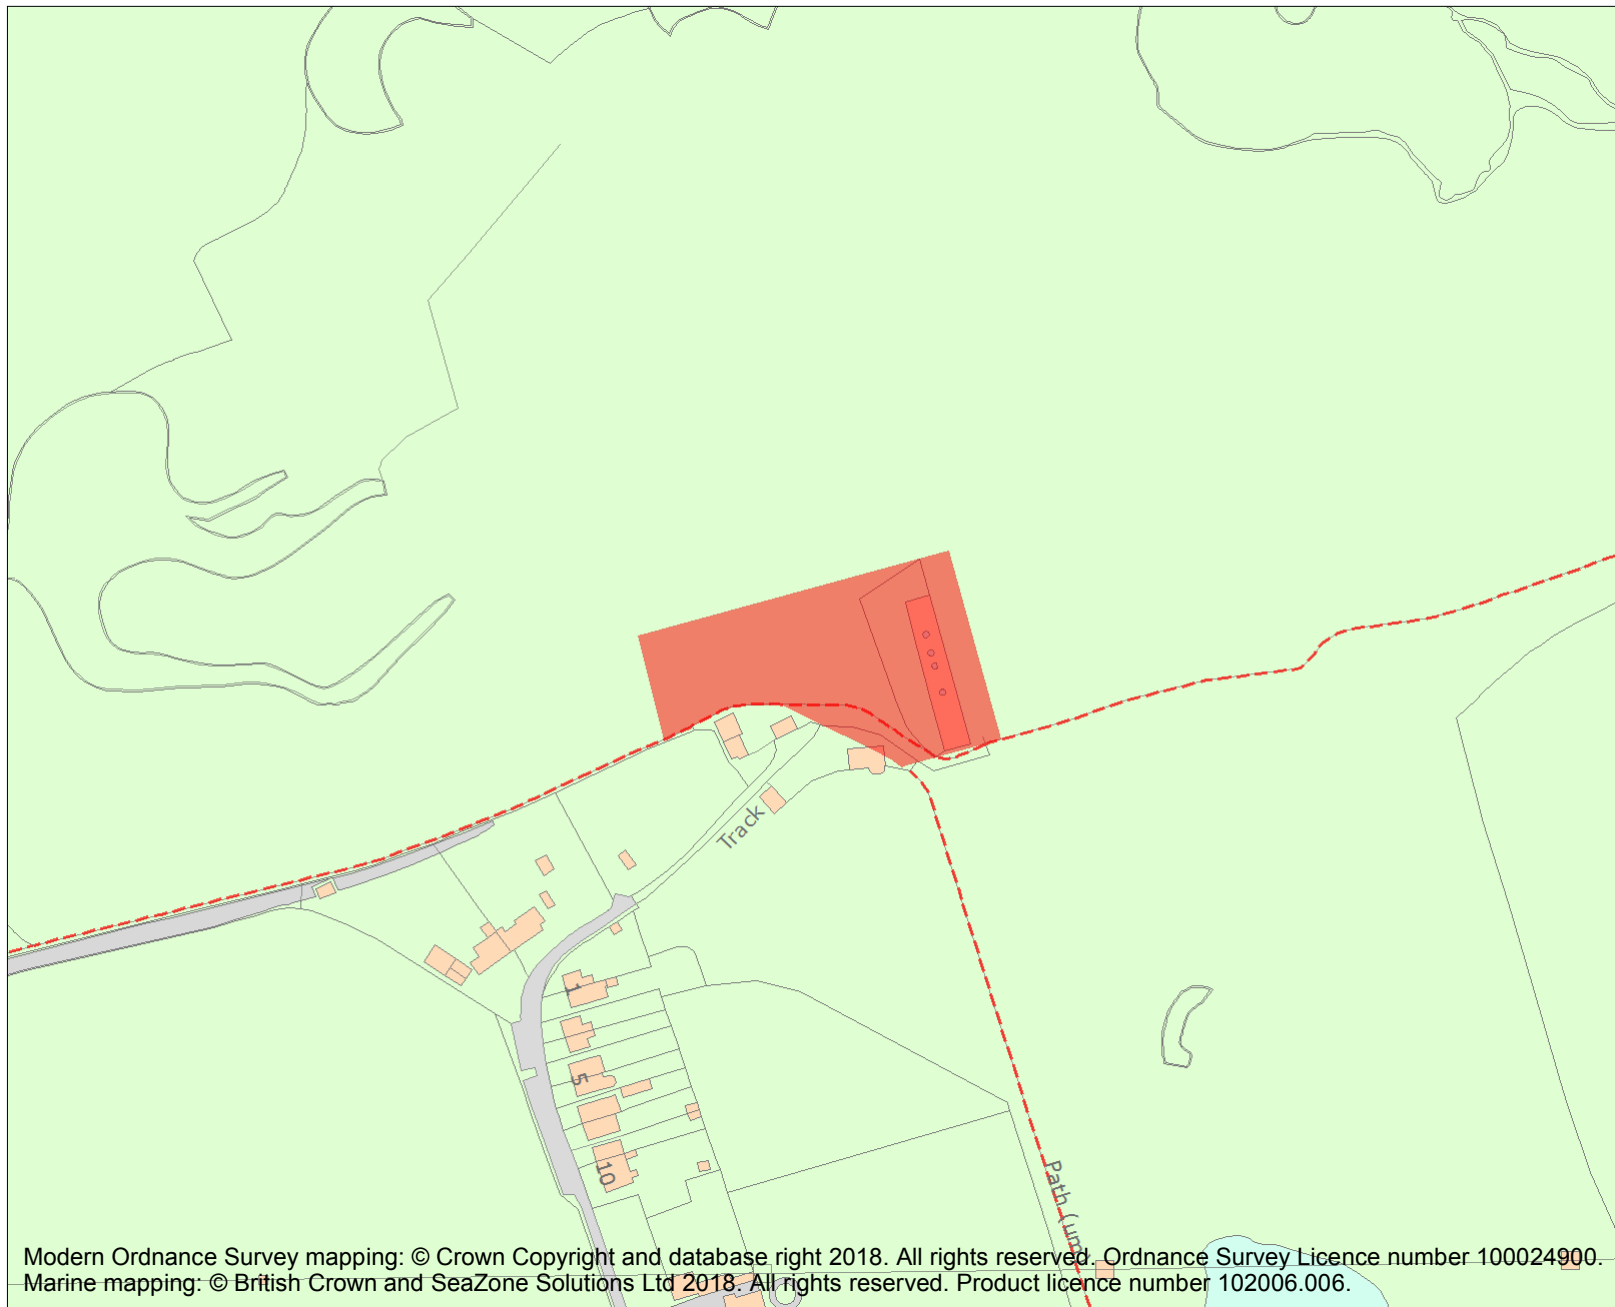 Track
1
5
10
Path (um)
Modern Ordnance Survey mapping: © Crown Copyright and database right 2018. All rights reserved. Ordnance Survey Licence number 100024900.
Marine mapping: © British Crown and SeaZone Solutions Ltd 2018. All rights reserved. Product licence number 102006.006.